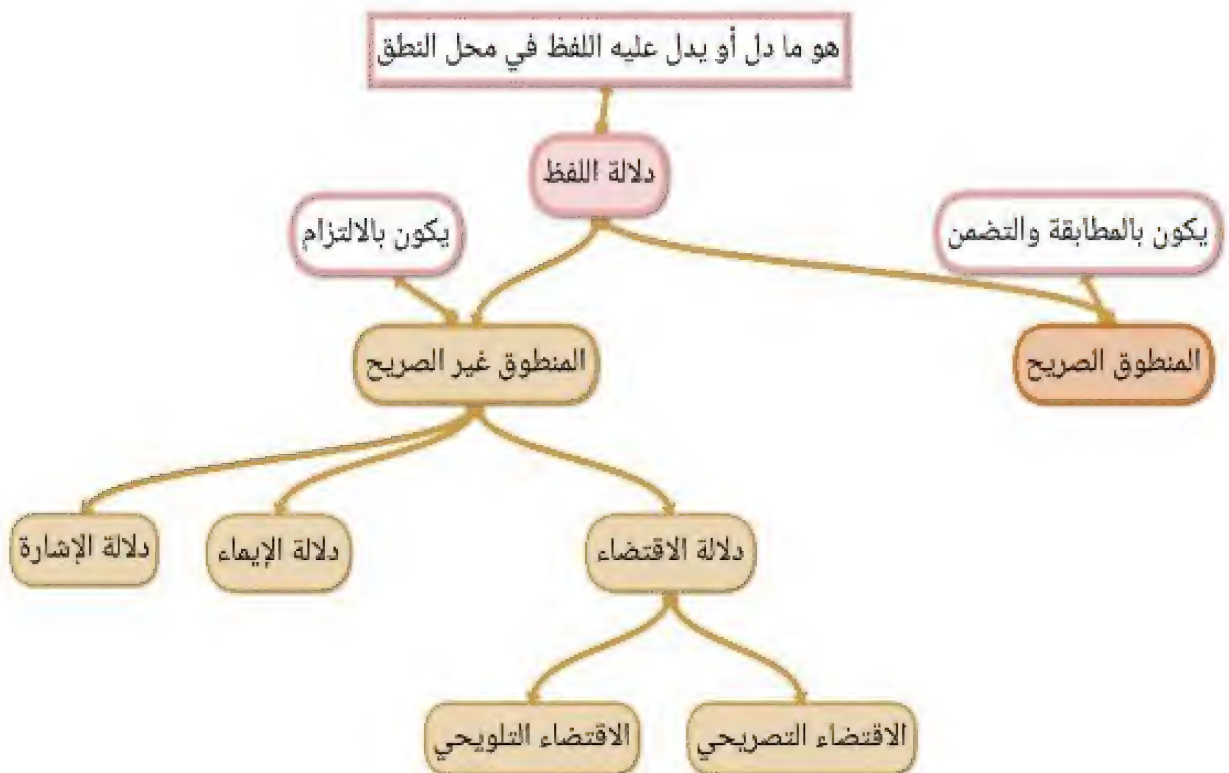 هو ما دل أو يدل عليه اللفظ في محل النطق
دلالة اللفظ
يكون بالمطابقة والتضمن
يكون بالالتزام
المنطوق الصريح
المنطوق غير الصريح
دلالة الاقتضاء
دلالة الإيماء
دلالة الإشارة
الاقتضاء التصريحي
الاقتضاء التلويحي